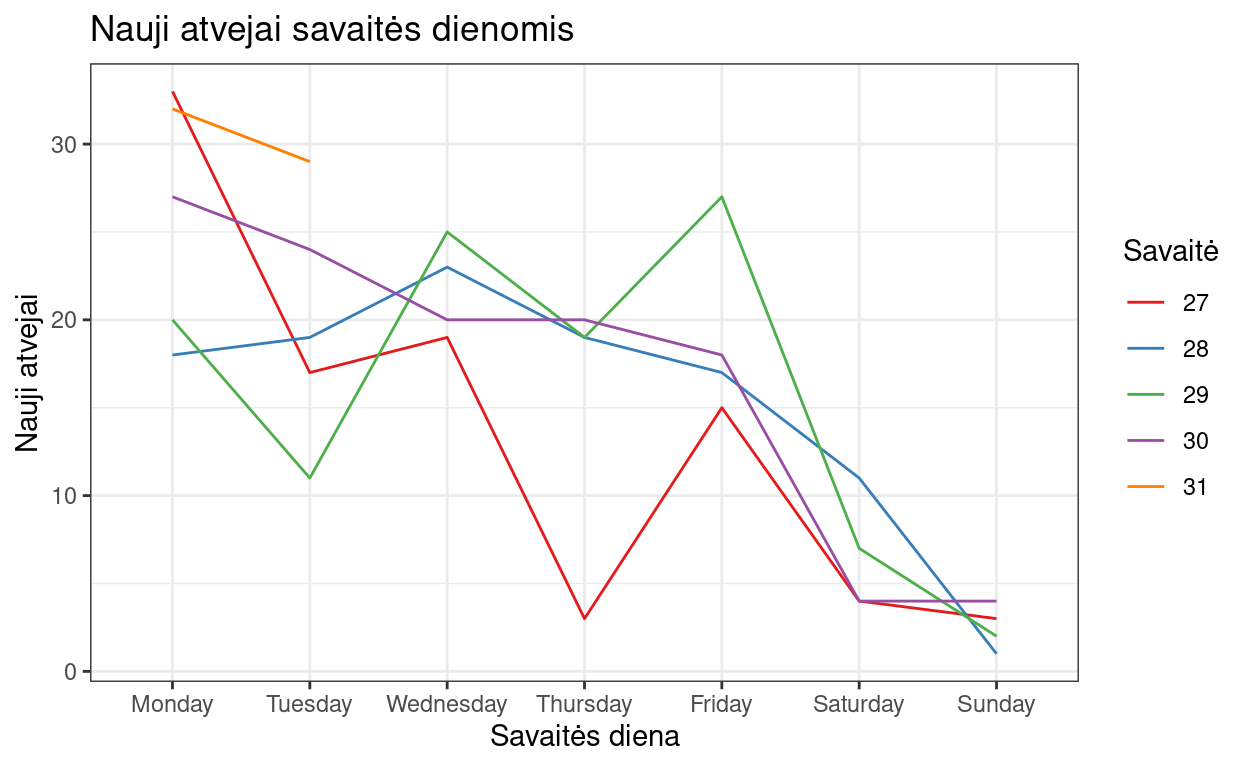 Nauji atvejai savaitės dienomis
Nauji atvejai
30
20
10
0
Monday Tuesday Wednesday Thursday Friday Saturday Sunday
Savaitės diena
Savaitė
27
28
29
30
31